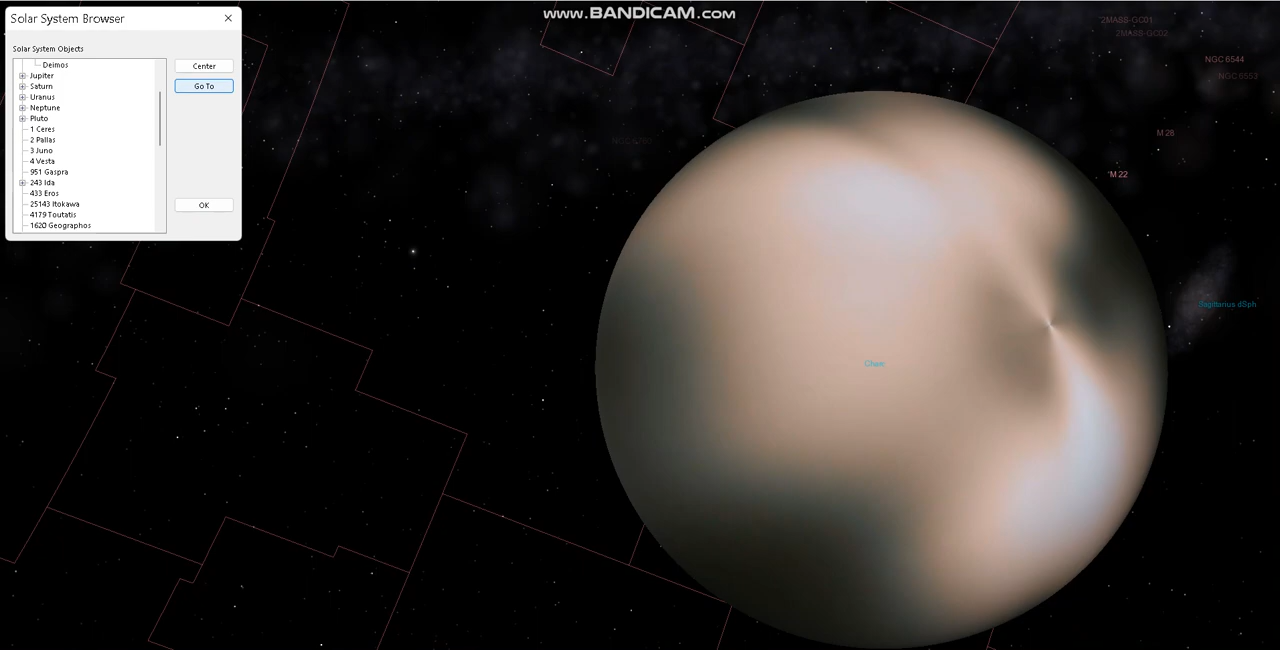 www.BANDICAM.com
Solar System Browser
Solar System Objects
Deimos
Jupiter
Saturn
Uranus
Neptune
Pluto
1 Ceres
2 Pallas
3 Juno
4 Vesta
951 Gaspra
243 Ida
433 Eros
25143 Itokawa
4179 Toutatis
1620 Geographos
Center
Go To
OK
2MASS-GC01
2MASS-GC02
NGC 6544
NGC 6553
M 28
M 22
Sagittarius dSph